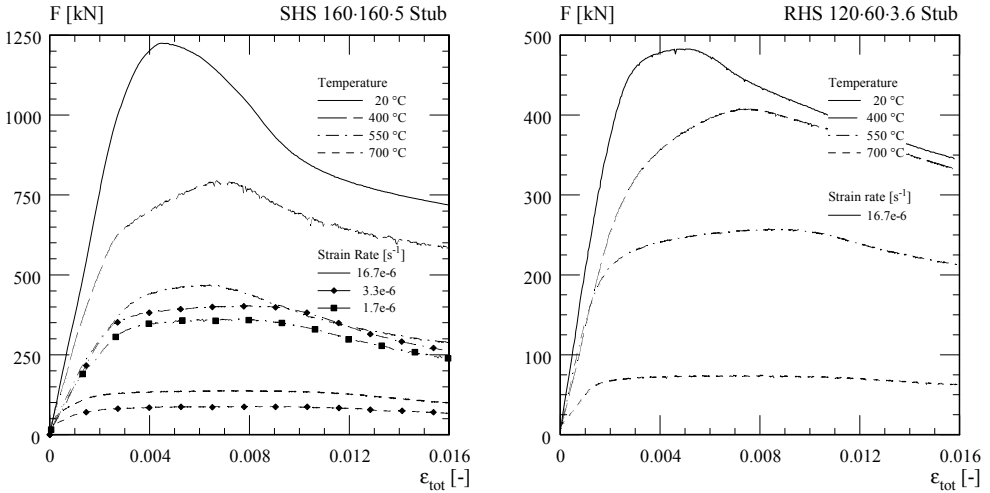 F [kN] SHS 160·160·5 Stub
1250
1000
750
500
250
0
0 0.004 0.008 0.012 0.016
ε_tot [-]
Temperature
20 °C
400 °C
550 °C
700 °C
Strain Rate [s⁻¹]
16.7e-6
3.3e-6
1.7e-6
F [kN] RHS 120·60·3.6 Stub
500
400
300
200
100
0
0 0.004 0.008 0.012 0.016
ε_tot [-]
Temperature
20 °C
400 °C
550 °C
700 °C
Strain rate [s⁻¹]
16.7e-6